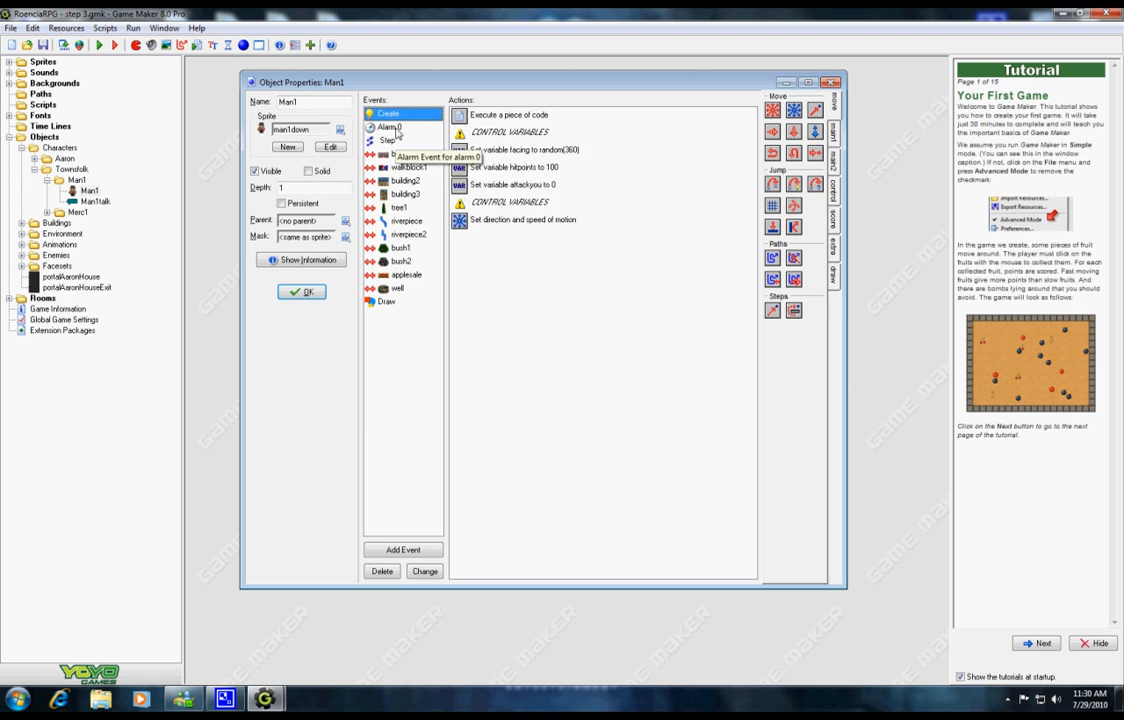 RoenciaRPG - step 3.gmk - Game Maker 8.0 Pro
File Edit Resources Scripts Run Window Help
Sprites
Sounds
Backgrounds
Paths
Scripts
Fonts
Time Lines
Objects
Characters
Aaron
Townsfolk
Man1
Man1
Man1talk
Merc1
Buildings
Environment
Animations
Enemies
Facesets
portalAaronHouse
portalAaronHouseExit
Rooms
Game Information
Global Game Settings
Extension Packages
YOYO
GAMES
Object Properties: Man1
Name: Man1
Sprite
man1down
New Edit
Visible Solid
Depth: 1
Persistent
Parent: <no parent>
Mask: <same as sprite>
Show Information
OK
Events:
Create
Alarm 0
Step
Alarm Event for alarm 0
walkblock1
building2
building3
tree1
riverpiece
riverpiece2
bush1
bush2
applesale
well
Draw
Add Event
Delete Change
Actions:
Execute a piece of code
CONTROL VARIABLES
Set variable facing to random(360)
Set variable hitpoints to 100
Set variable attackyou to 0
CONTROL VARIABLES
Set direction and speed of motion
Move
Jump
Paths
Steps
move
main1
main2
control
score
extra
draw
GAME MAKER
Tutorial
Page 1 of 15
Your First Game
Welcome to Game Maker. This tutorial
shows you how to create your first game. It will take
just 30 minutes to complete and will teach you
the important basics of Game Maker.
We assume you run Game Maker in Simple
mode. (You can see this in the window
caption.) If not, click on the File menu and
press Advanced Mode to remove the
checkmark
Import Resources...
Export Resources...
Advanced Mode
Preferences...
In the game we create, some pieces of fruit
move around. The player must click on the
fruits with the mouse to collect them. For each
collected fruit, points are scored. Fast moving
fruits give more points than slow fruits. And
there are bombs lying around that you should
avoid. The game will look as follows:
Click on the Next button to go to the next
page of the tutorial.
Next Hide
Show the tutorials at startup.
11:30 AM
7/29/2010